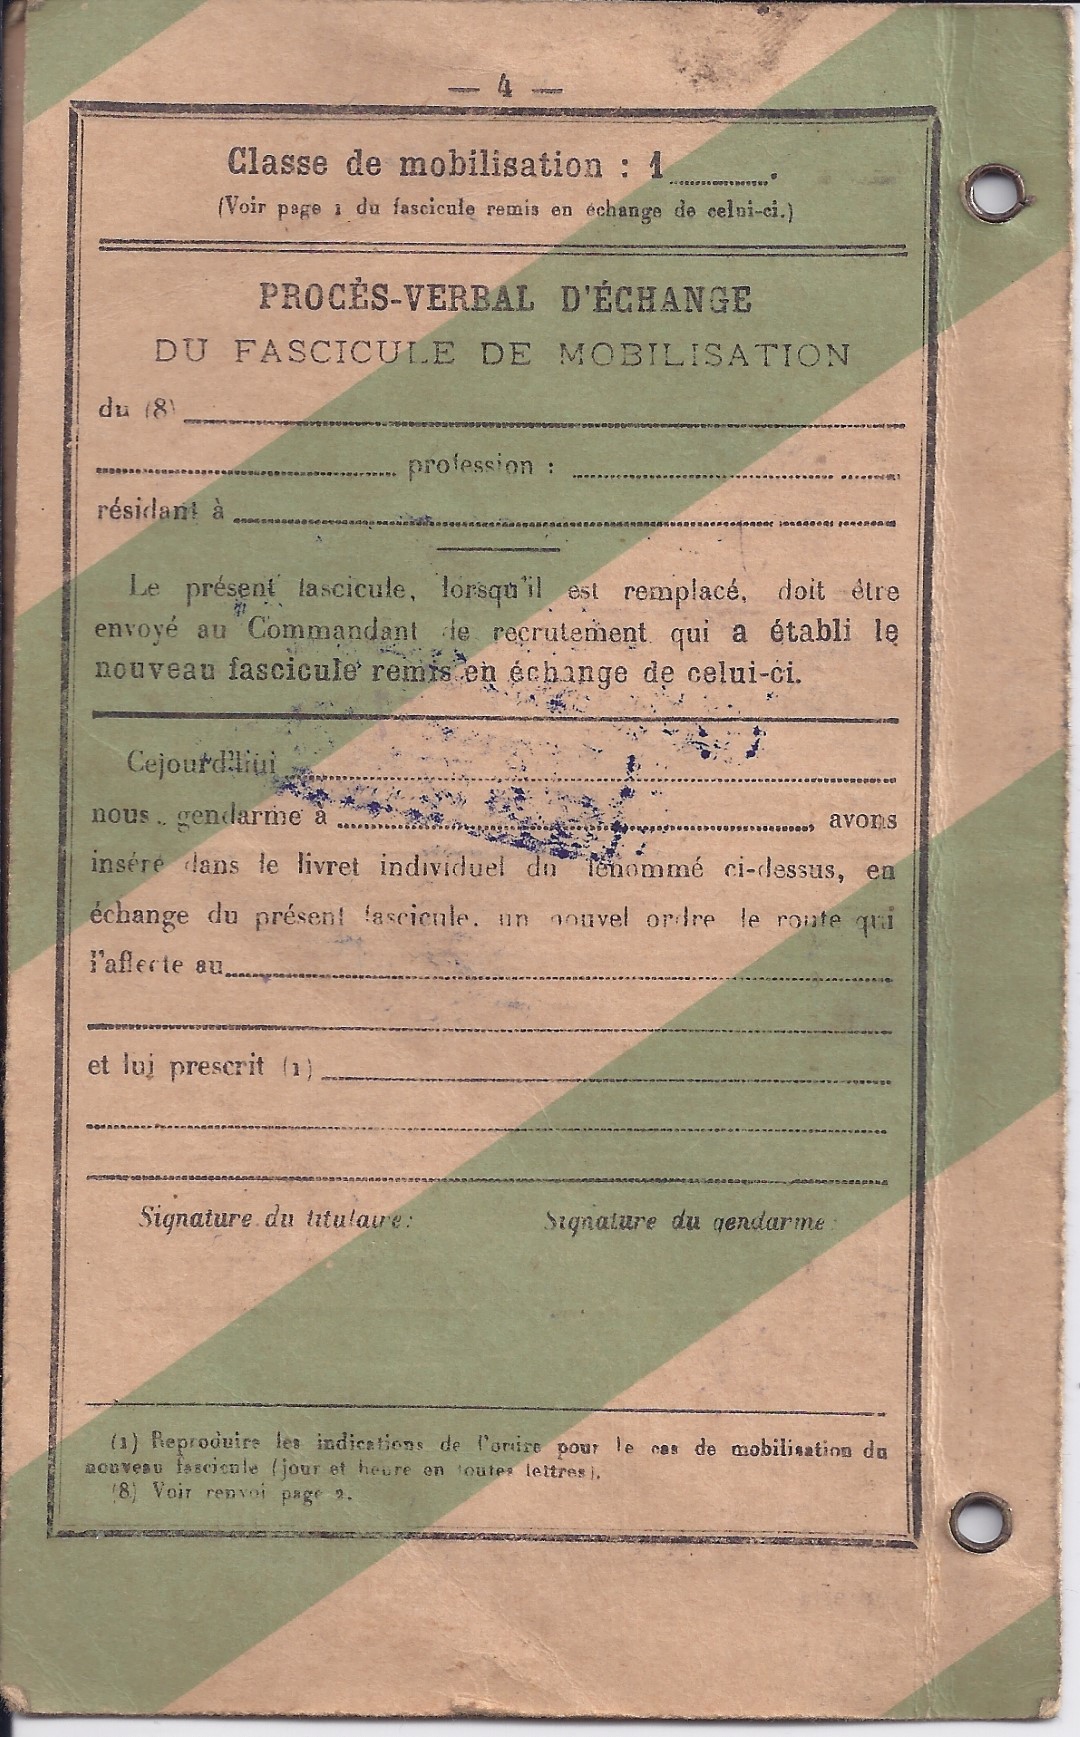 — 4 —
Classe de mobilisation : 1 ............
(Voir page 1 du fascicule remis en échange de celui-ci.)
PROCÈS-VERBAL D'ÉCHANGE
DU FASCICULE DE MOBILISATION
du (8)
profession :
résidant à
Le présent fascicule, lorsqu'il est remplacé, doit être
envoyé au Commandant de recrutement qui a établi le
nouveau fascicule remis en échange de celui-ci.
Cejourd'hui
nous, gendarme à ............, avons
inséré dans le livret individuel du dénommé ci-dessus, en
échange du présent fascicule, un nouvel ordre de route qui
l'affecte au
et lui prescrit (1)
Signature du titulaire :
Signature du gendarme :
(1) Reproduire les indications de l'ordre pour le cas de mobilisation du
nouveau fascicule (jour et heure en toutes lettres).
(8) Voir renvoi page 2.